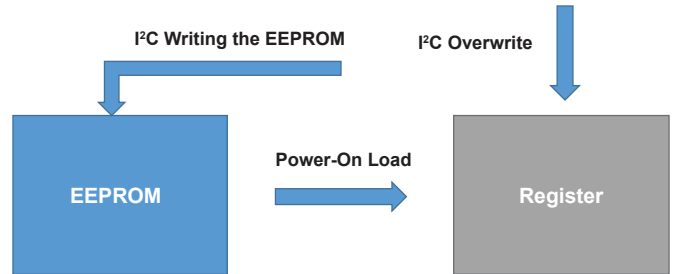 I²C Writing the EEPROM
I²C Overwrite
Power-On Load
EEPROM
Register